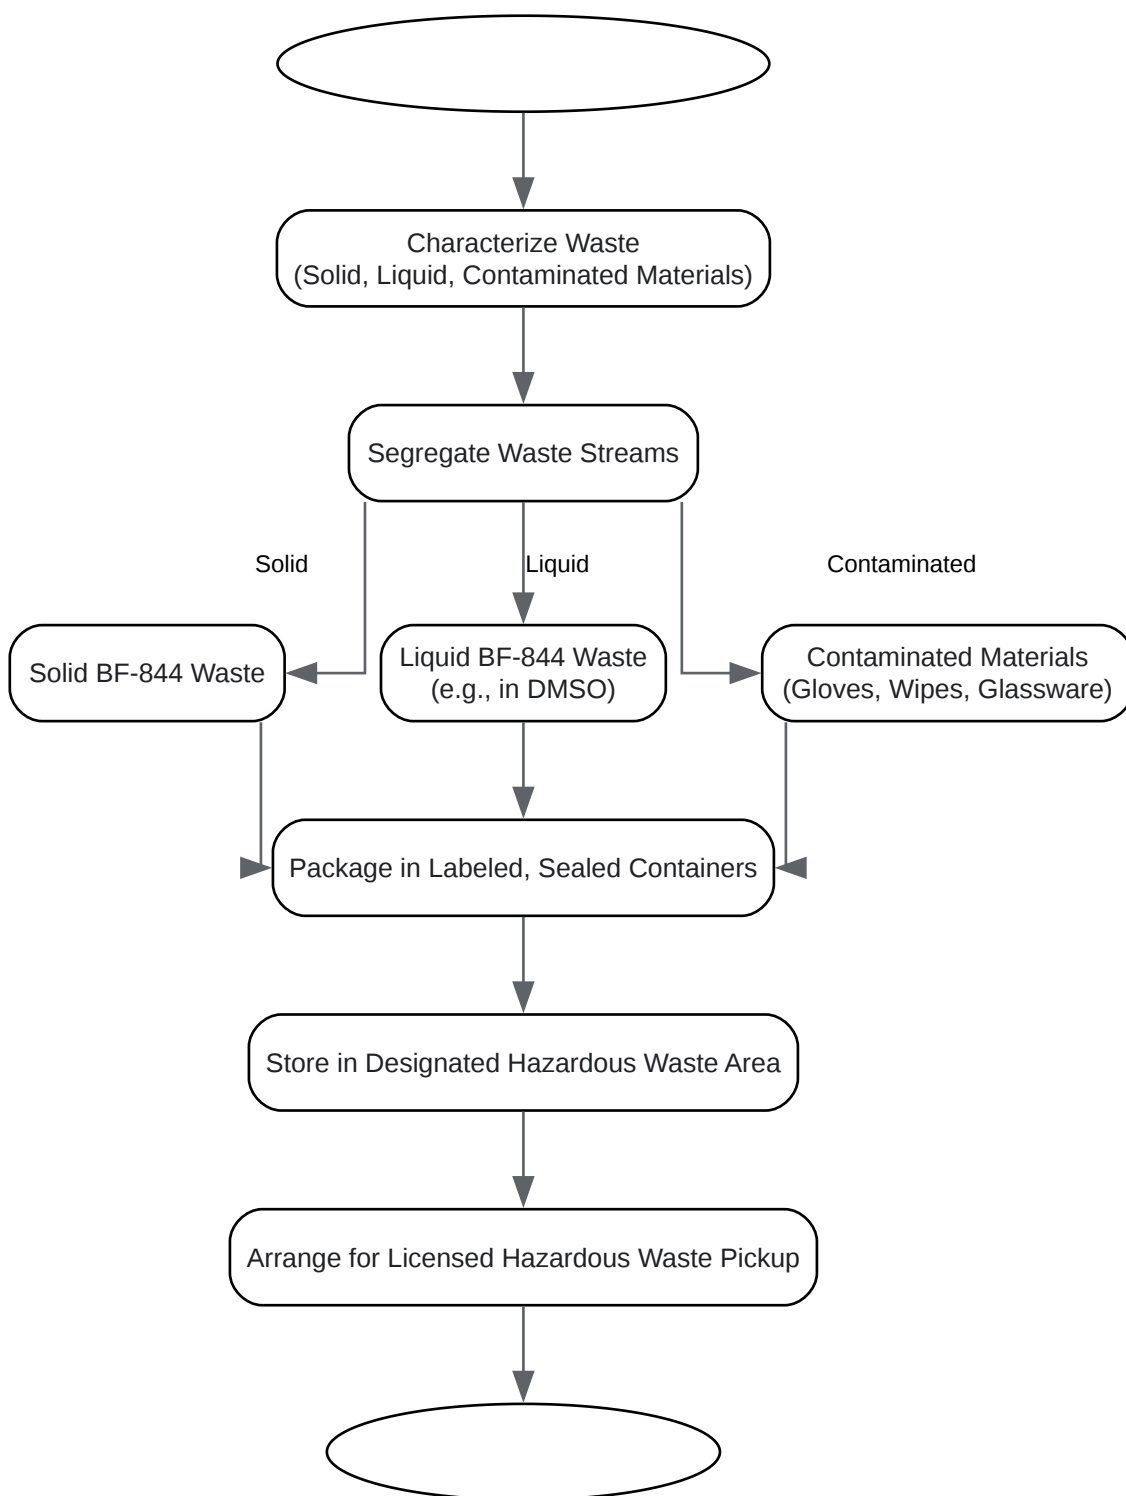 Characterize Waste
(Solid, Liquid, Contaminated Materials)
Segregate Waste Streams
Solid
Liquid
Contaminated
Solid BF-844 Waste
Liquid BF-844 Waste
(e.g., in DMSO)
Contaminated Materials
(Gloves, Wipes, Glassware)
Package in Labeled, Sealed Containers
Store in Designated Hazardous Waste Area
Arrange for Licensed Hazardous Waste Pickup